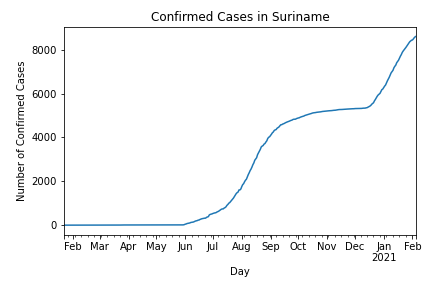 Confirmed Cases in Suriname
Number of Confirmed Cases
8000
6000
4000
2000
0
Feb Mar Apr May Jun Jul Aug Sep Oct Nov Dec Jan Feb
2021
Day